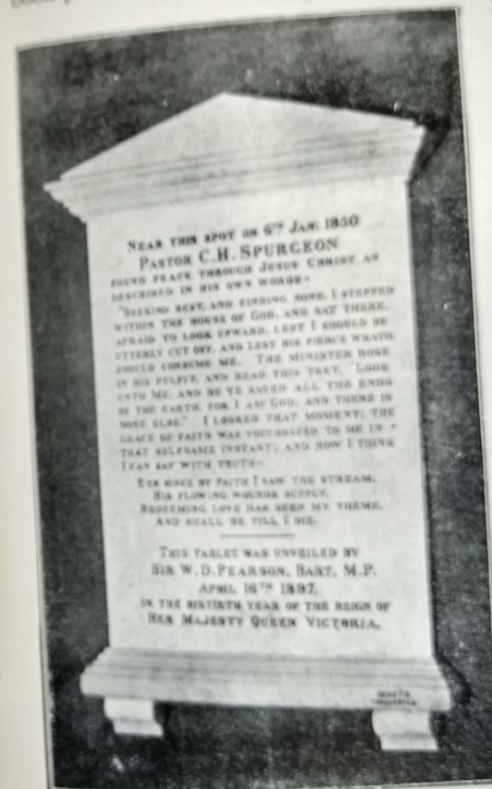 NEAR THIS SPOT ON 6TH JAN: 1850
PASTOR C.H. SPURGEON
FOUND PEACE THROUGH JESUS CHRIST AS
DESCRIBED IN HIS OWN WORDS-
"SEEKING REST, AND FINDING NONE, I STEPPED
WITHIN THE HOUSE OF GOD, AND SAT THERE,
AFRAID TO LOOK UPWARD, LEST I SHOULD BE
UTTERLY CUT OFF, AND LEST HIS FIERCE WRATH
SHOULD CONSUME ME. THE MINISTER ROSE
IN HIS PULPIT, AND READ THIS TEXT, "LOOK
UNTO ME, AND BE YE SAVED ALL THE ENDS
OF THE EARTH, FOR I AM GOD, AND THERE IS
NONE ELSE." I LOOKED THAT MOMENT; THE
GRACE OF FAITH WAS VOUCHSAFED TO ME IN
THAT SELFSAME INSTANT; AND NOW I THINK
I CAN SAY WITH TRUTH-
E'ER SINCE BY FAITH I SAW THE STREAM,
HIS FLOWING WOUNDS SUPPLY,
REDEEMING LOVE HAS BEEN MY THEME,
AND SHALL BE TILL I DIE.
THIS TABLET WAS UNVEILED BY
SIR W. D. PEARSON, BART, M.P.
APRIL 16TH 1897,
IN THE SIXTIETH YEAR OF THE REIGN OF
HER MAJESTY QUEEN VICTORIA.